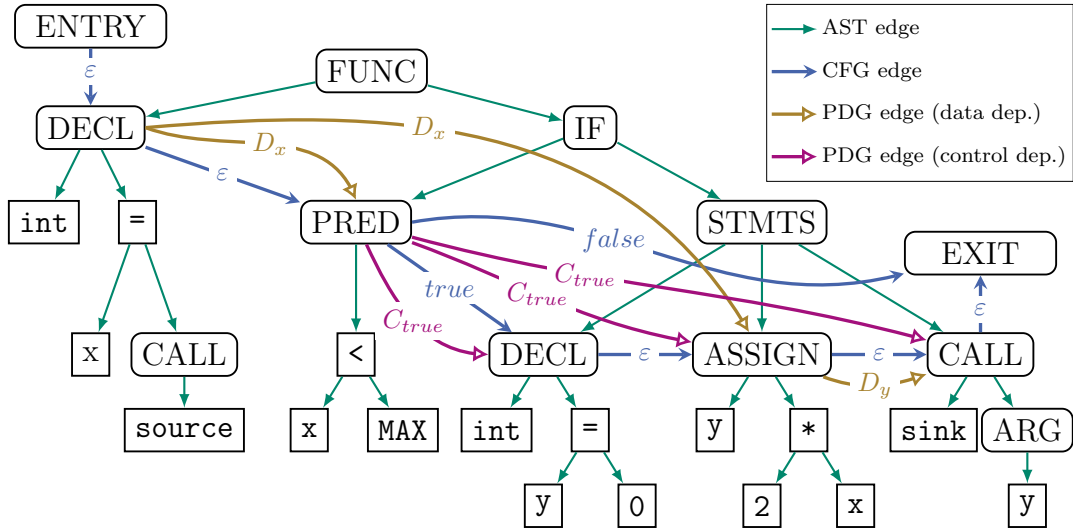 ENTRY
AST edge
ε
FUNC
CFG edge
DECL
IF
PDG edge (data dep.)
D_x
D_x
PDG edge (control dep.)
ε
int
=
PRED
STMTS
false
EXIT
C_true
true
C_true
C_true
ε
x
CALL
<
DECL
ε
ASSIGN
ε
CALL
D_y
source
x
MAX
int
=
y
*
sink
ARG
y
0
2
x
y